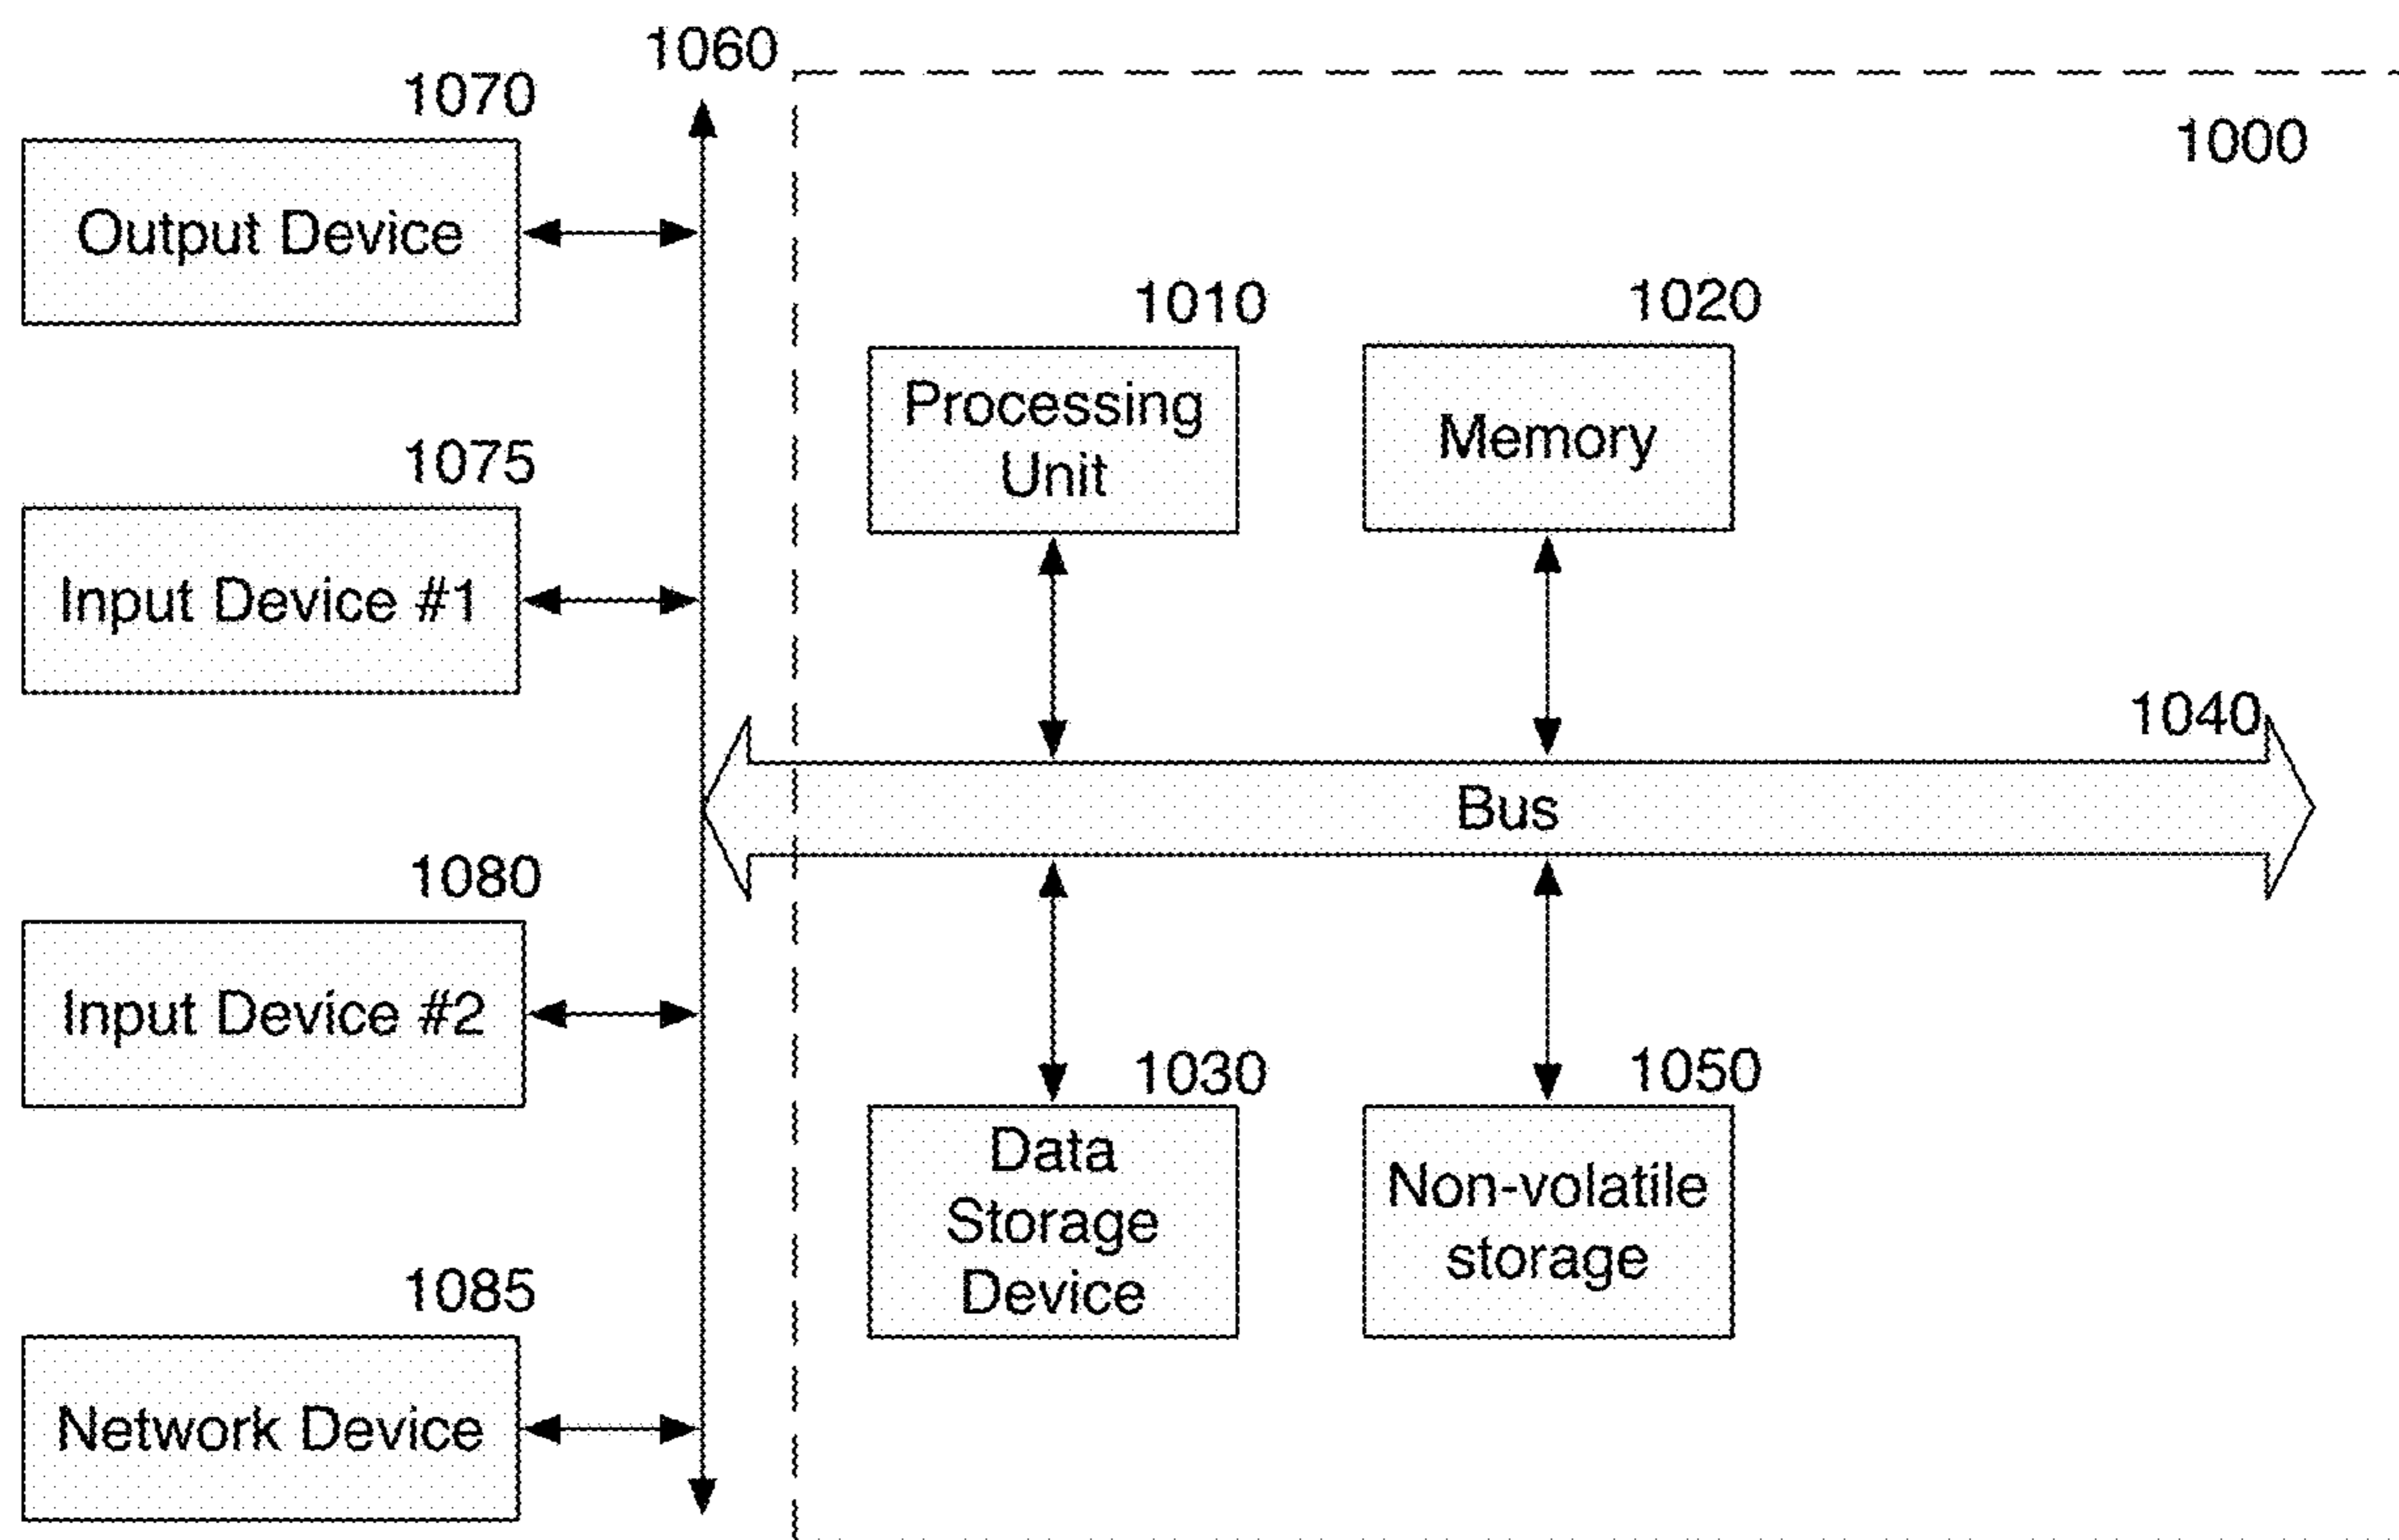 1060
1070
1000
Output Device
1010
1020
Processing
Unit
Memory
1075
Input Device #1
1040
Bus
1080
Input Device #2
1030
1050
Data
Storage
Device
Non-volatile
storage
1085
Network Device